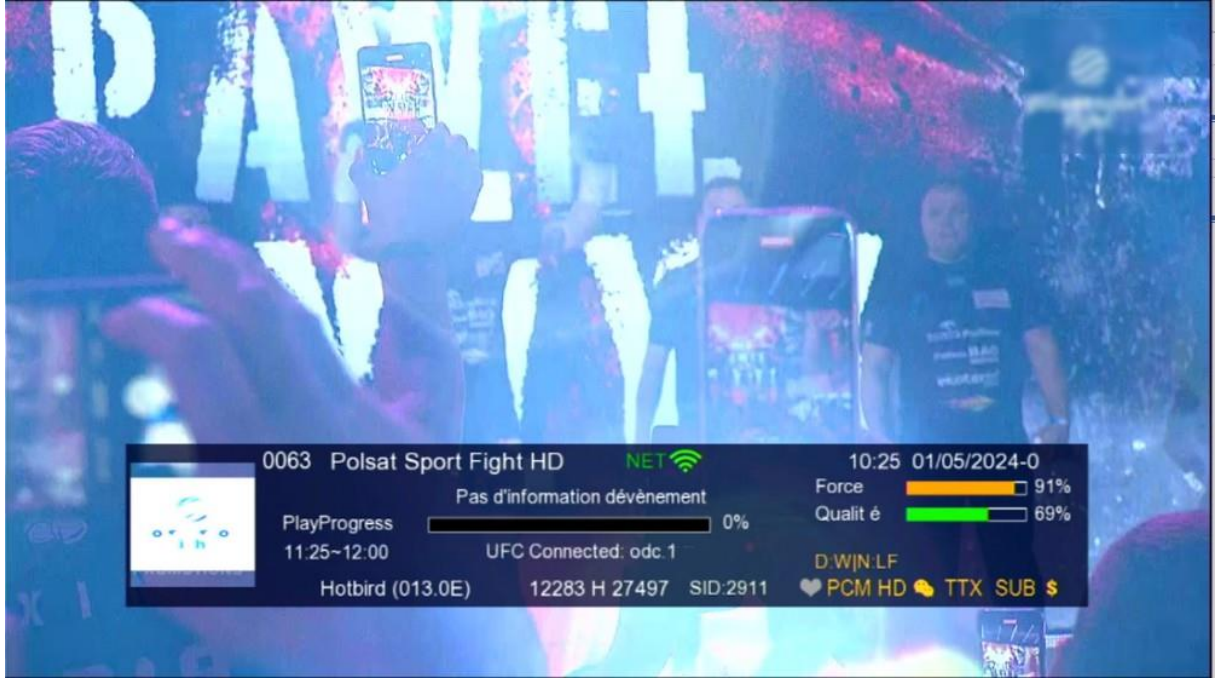 PAWEŁ
0063 Polsat Sport Fight HD NET 10:25 01/05/2024-0
Pas d'information dévènement Force 91%
PlayProgress 0% Qualit é 69%
11:25~12:00 UFC Connected: odc.1
D:W|N:LF
Hotbird (013.0E) 12283 H 27497 SID:2911 PCM HD TTX SUB $